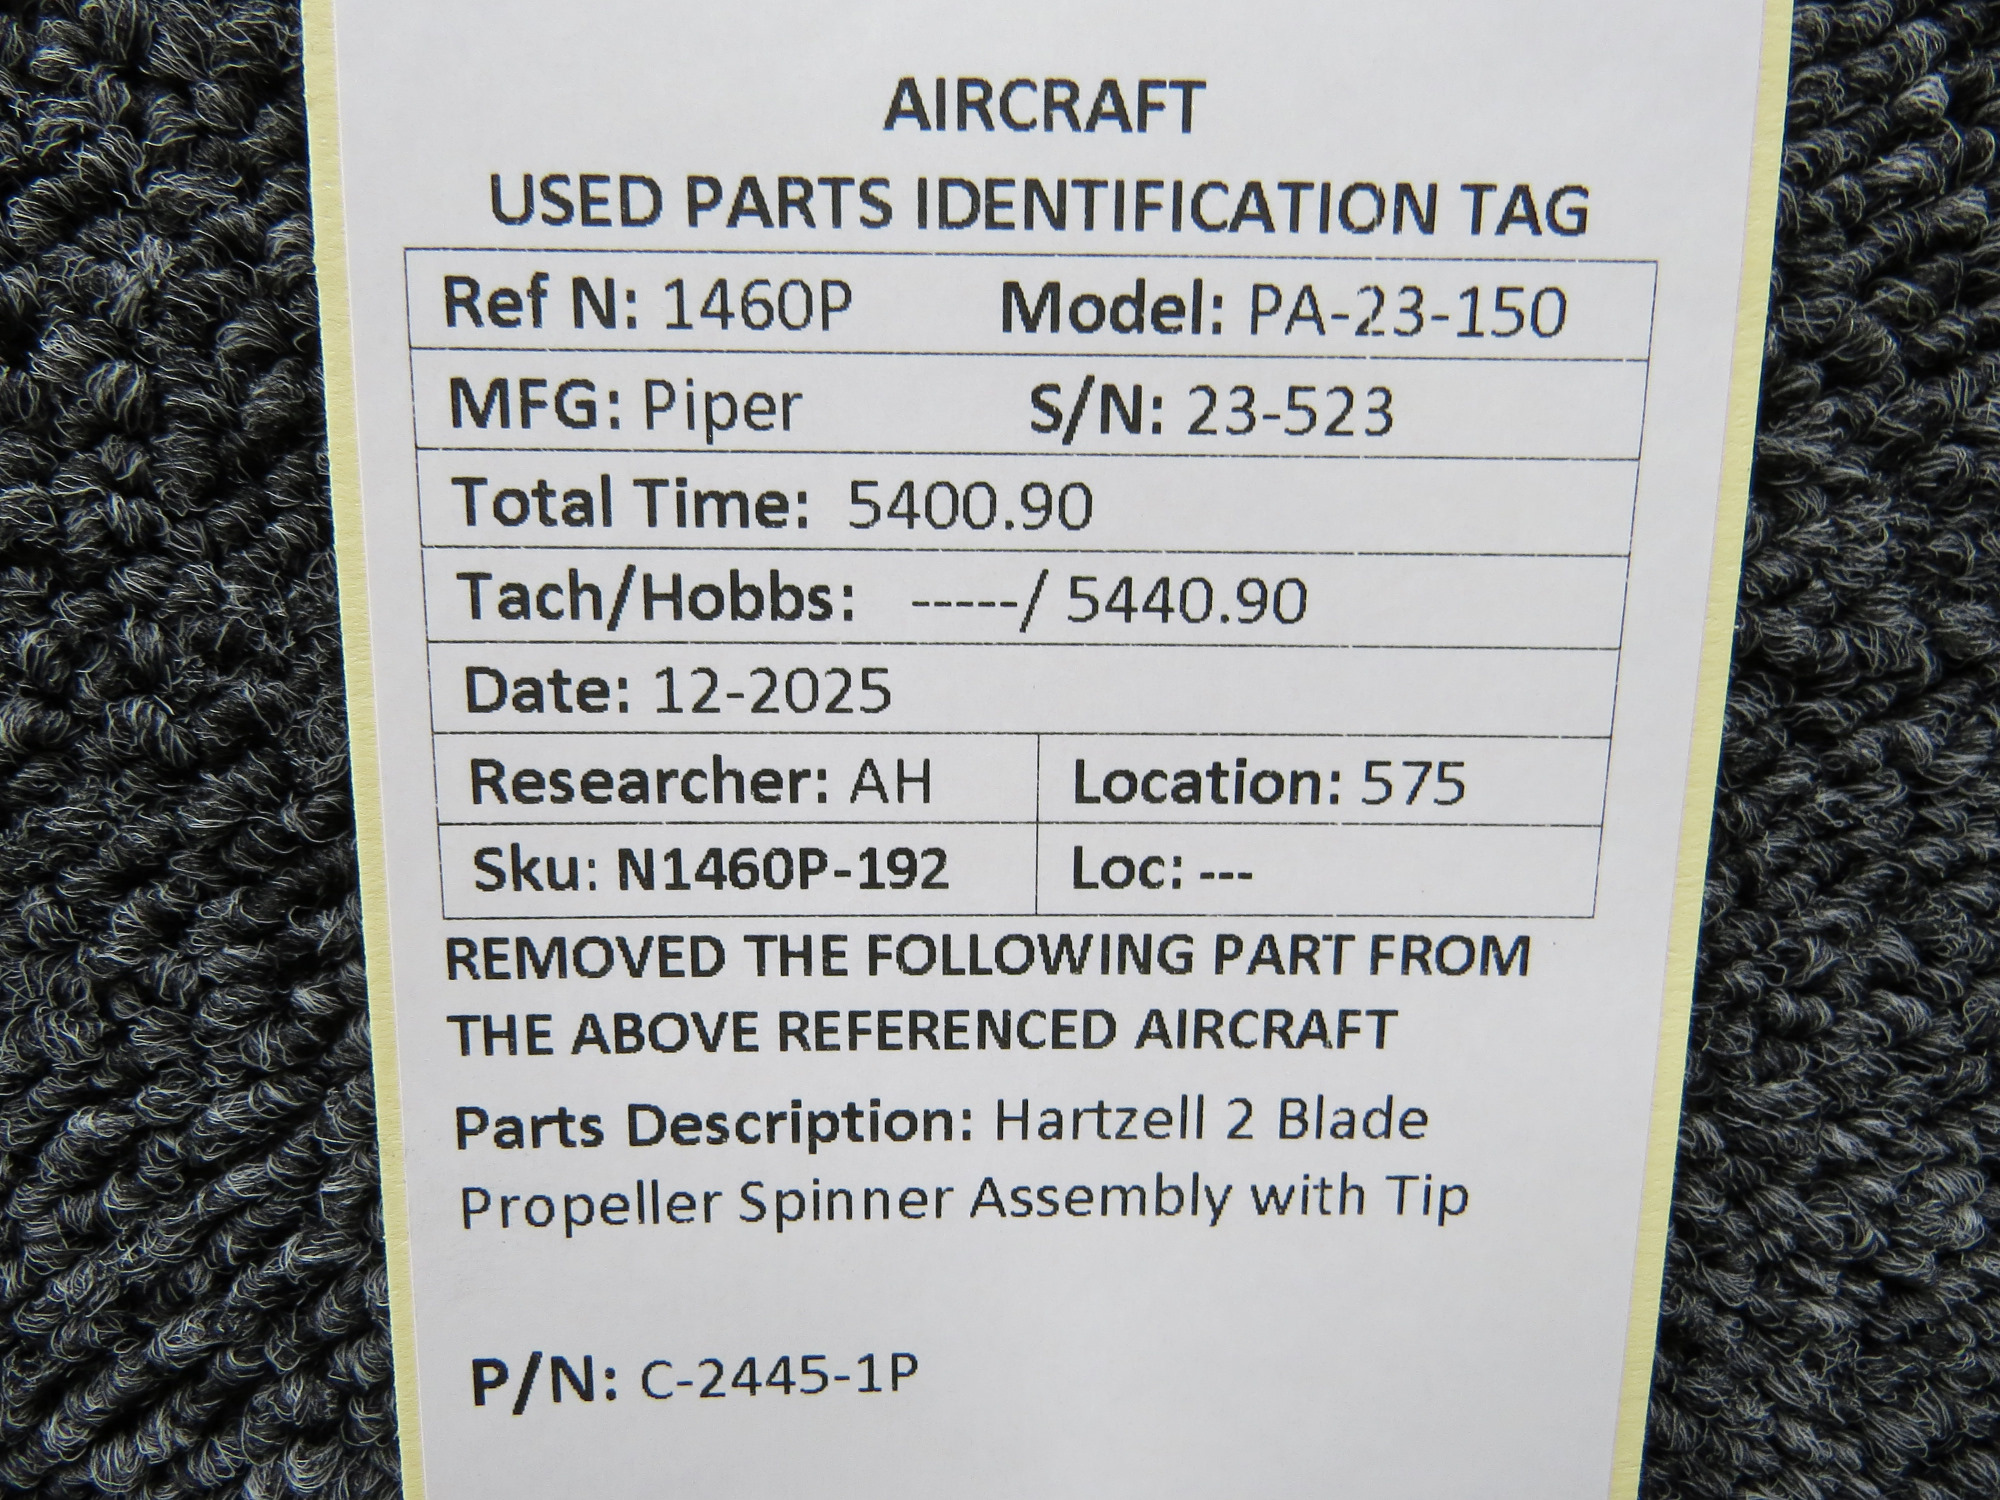 AIRCRAFT
USED PARTS IDENTIFICATION TAG
Ref N: 1460P Model: PA-23-150
MFG: Piper S/N: 23-523
Total Time: 5400.90
Tach/Hobbs: -----/ 5440.90
Date: 12-2025
Researcher: AH Location: 575
Sku: N1460P-192 Loc: ---
REMOVED THE FOLLOWING PART FROM
THE ABOVE REFERENCED AIRCRAFT
Parts Description: Hartzell 2 Blade
Propeller Spinner Assembly with Tip
P/N: C-2445-1P